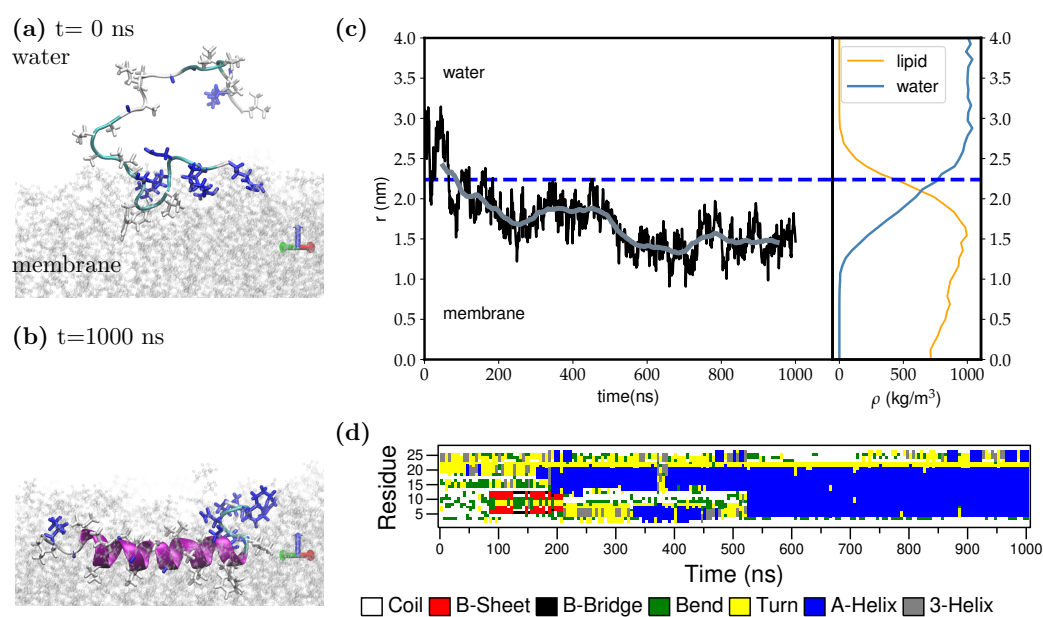 (a) t= 0 ns
water
membrane
(b) t=1000 ns
(c)
4.0
3.5
3.0
2.5
2.0
1.5
1.0
0.5
0.0
r (nm)
water
membrane
0 200 400 600 800 1000
time(ns)
lipid
water
4.0
3.5
3.0
2.5
2.0
1.5
1.0
0.5
0.0
0 500 1000
ρ (kg/m³)
(d)
Residue
25
20
15
10
5
0 100 200 300 400 500 600 700 800 900 1000
Time (ns)
Coil B-Sheet B-Bridge Bend Turn A-Helix 3-Helix